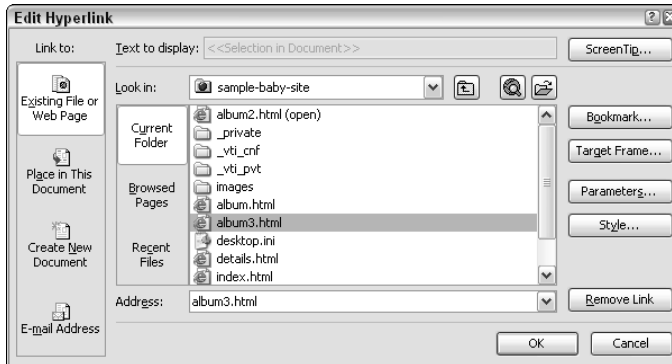 Edit Hyperlink
Link to:
Text to display: <<Selection in Document>>
ScreenTip...
Existing File or
Web Page
Look in: sample-baby-site
Current
Folder
album2.html (open)
_private
_vti_cnf
_vti_pvt
images
album.html
album3.html
desktop.ini
details.html
index.html
Bookmark...
Target Frame...
Parameters...
Style...
Place in This
Document
Browsed
Pages
Create New
Document
Recent
Files
E-mail Address
Address: album3.html
Remove Link
OK
Cancel